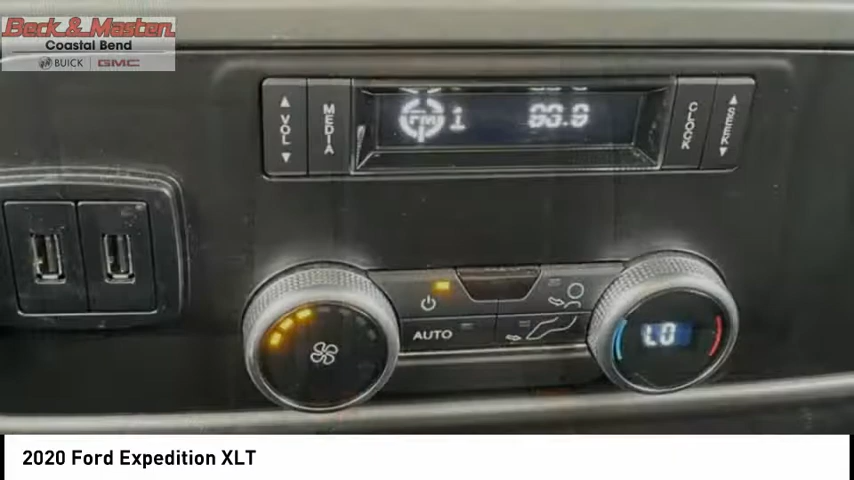 Beck & Masten
Coastal Bend
BUICK | GMC
VOL
MEDIA
FM 1
CLOCK
SEEK
AUTO
LO
2020 Ford Expedition XLT